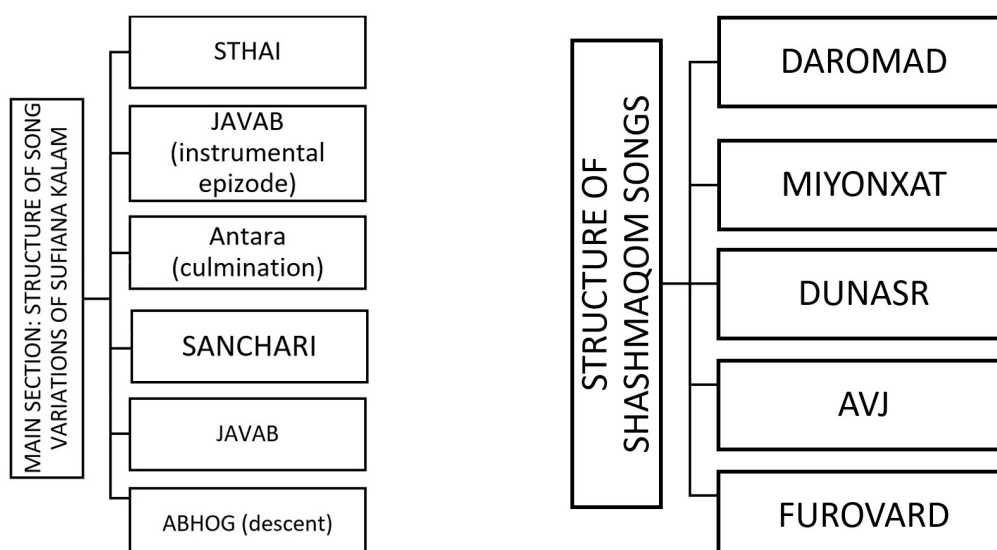 MAIN SECTION: STRUCTURE OF SONG
VARIATIONS OF SUFIANA KALAM
STHAI
JAVAB
(instrumental
epizode)
Antara
(culmination)
SANCHARI
JAVAB
ABHOG (descent)
STRUCTURE OF
SHASHMAQOM SONGS
DAROMAD
MIYONXAT
DUNASR
AVJ
FUROVARD